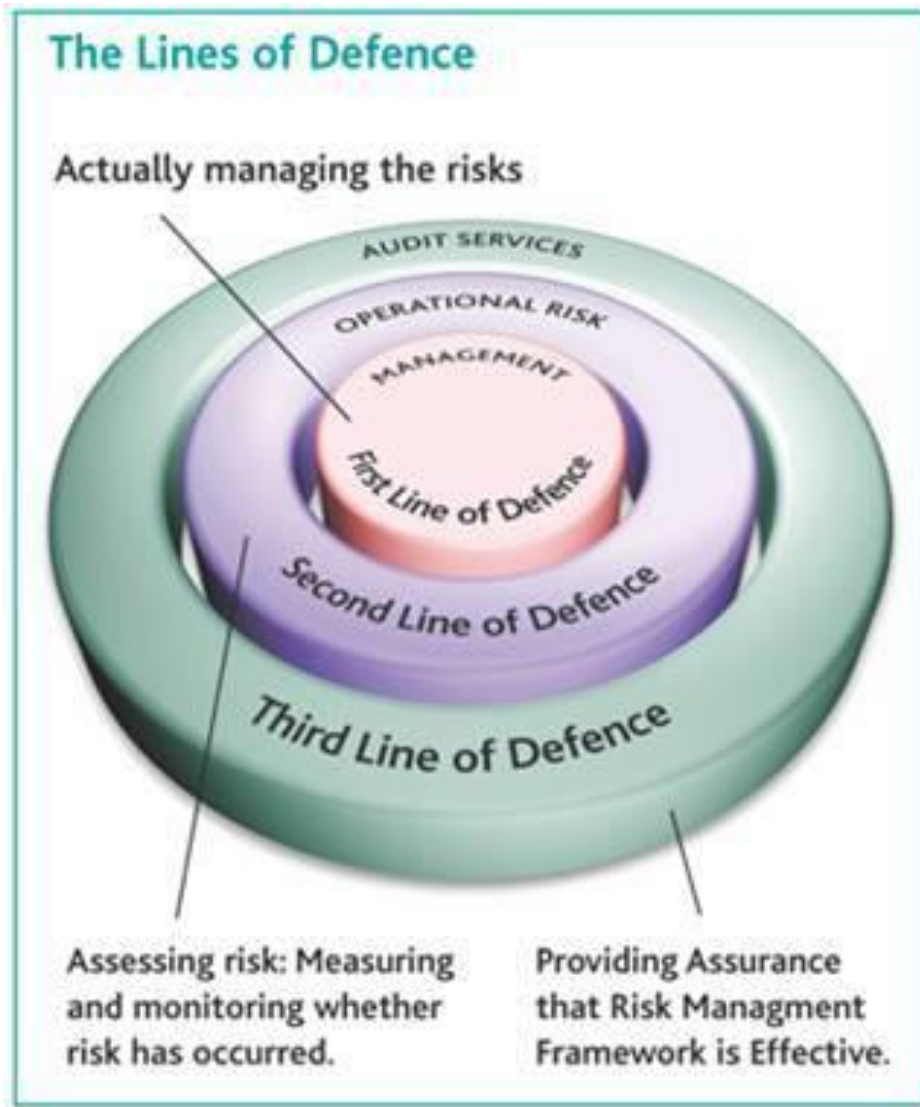 The Lines of Defence
Actually managing the risks
AUDIT SERVICES
OPERATIONAL RISK
MANAGEMENT
First Line of Defence
Second Line of Defence
Third Line of Defence
Assessing risk: Measuring
and monitoring whether
risk has occurred.
Providing Assurance
that Risk Managment
Framework is Effective.